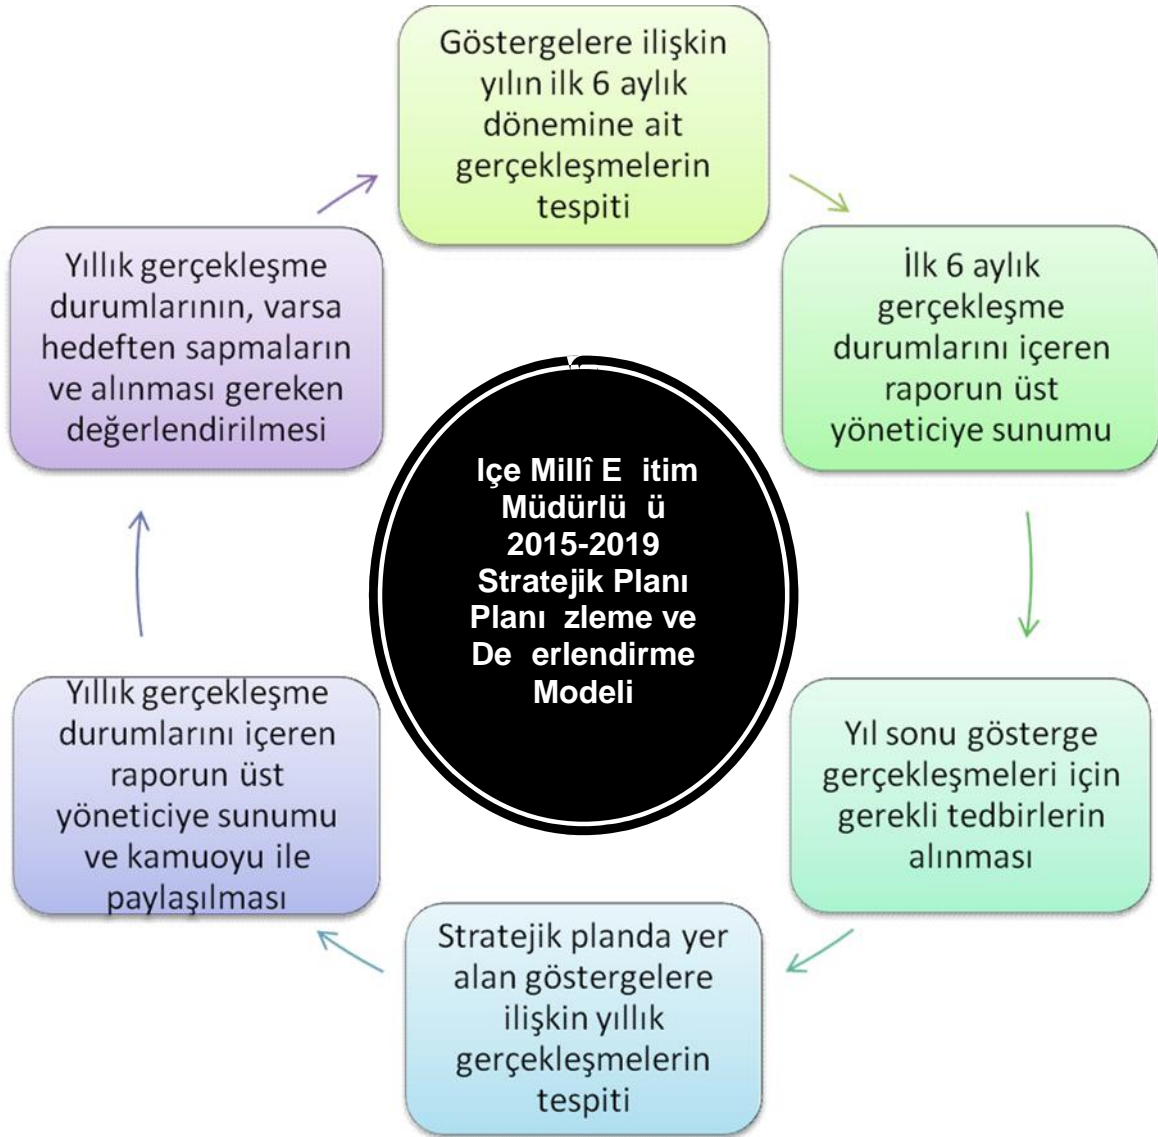 Göstergelere ilişkin
yılın ilk 6 aylık
dönemine ait
gerçekleşmelerin
tespiti
İlk 6 aylık
gerçekleşme
durumlarını içeren
raporun üst
yöneticiye sunumu
Yıl sonu gösterge
gerçekleşmeleri için
gerekli tedbirlerin
alınması
Stratejik planda yer
alan göstergelere
ilişkin yıllık
gerçekleşmelerin
tespiti
Yıllık gerçekleşme
durumlarını içeren
raporun üst
yöneticiye sunumu
ve kamuoyu ile
paylaşılması
Yıllık gerçekleşme
durumlarının, varsa
hedeften sapmaların
ve alınması gereken
değerlendirilmesi
lçe Millî E itim
Müdürlü ü
2015-2019
Stratejik Planı
Planı zleme ve
De erlendirme
Modeli